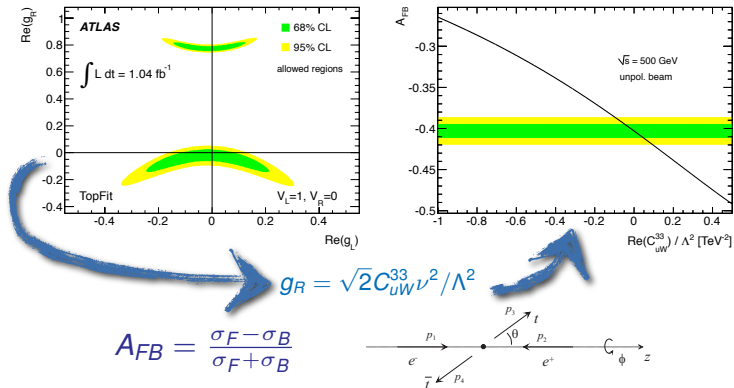 Re(g_R)
ATLAS
68% CL
95% CL
allowed regions
∫ L dt = 1.04 fb⁻¹
1
0.8
0.6
0.4
0.2
0
-0.2
-0.4
TopFit
V_L=1, V_R=0
-0.4 -0.2 0 0.2 0.4
Re(g_L)
A_FB
√s = 500 GeV
unpol. beam
-0.3
-0.35
-0.4
-0.45
-0.5
-1 -0.8 -0.6 -0.4 -0.2 0 0.2 0.4
Re(C³³_uW) / Λ² [TeV⁻²]
g_R = √2C³³_uW ν²/Λ²
A_FB = σ_F−σ_B / σ_F+σ_B
p₃ t
p₁ θ p₂
e⁻ e⁺ ϕ z
t̅ p₄